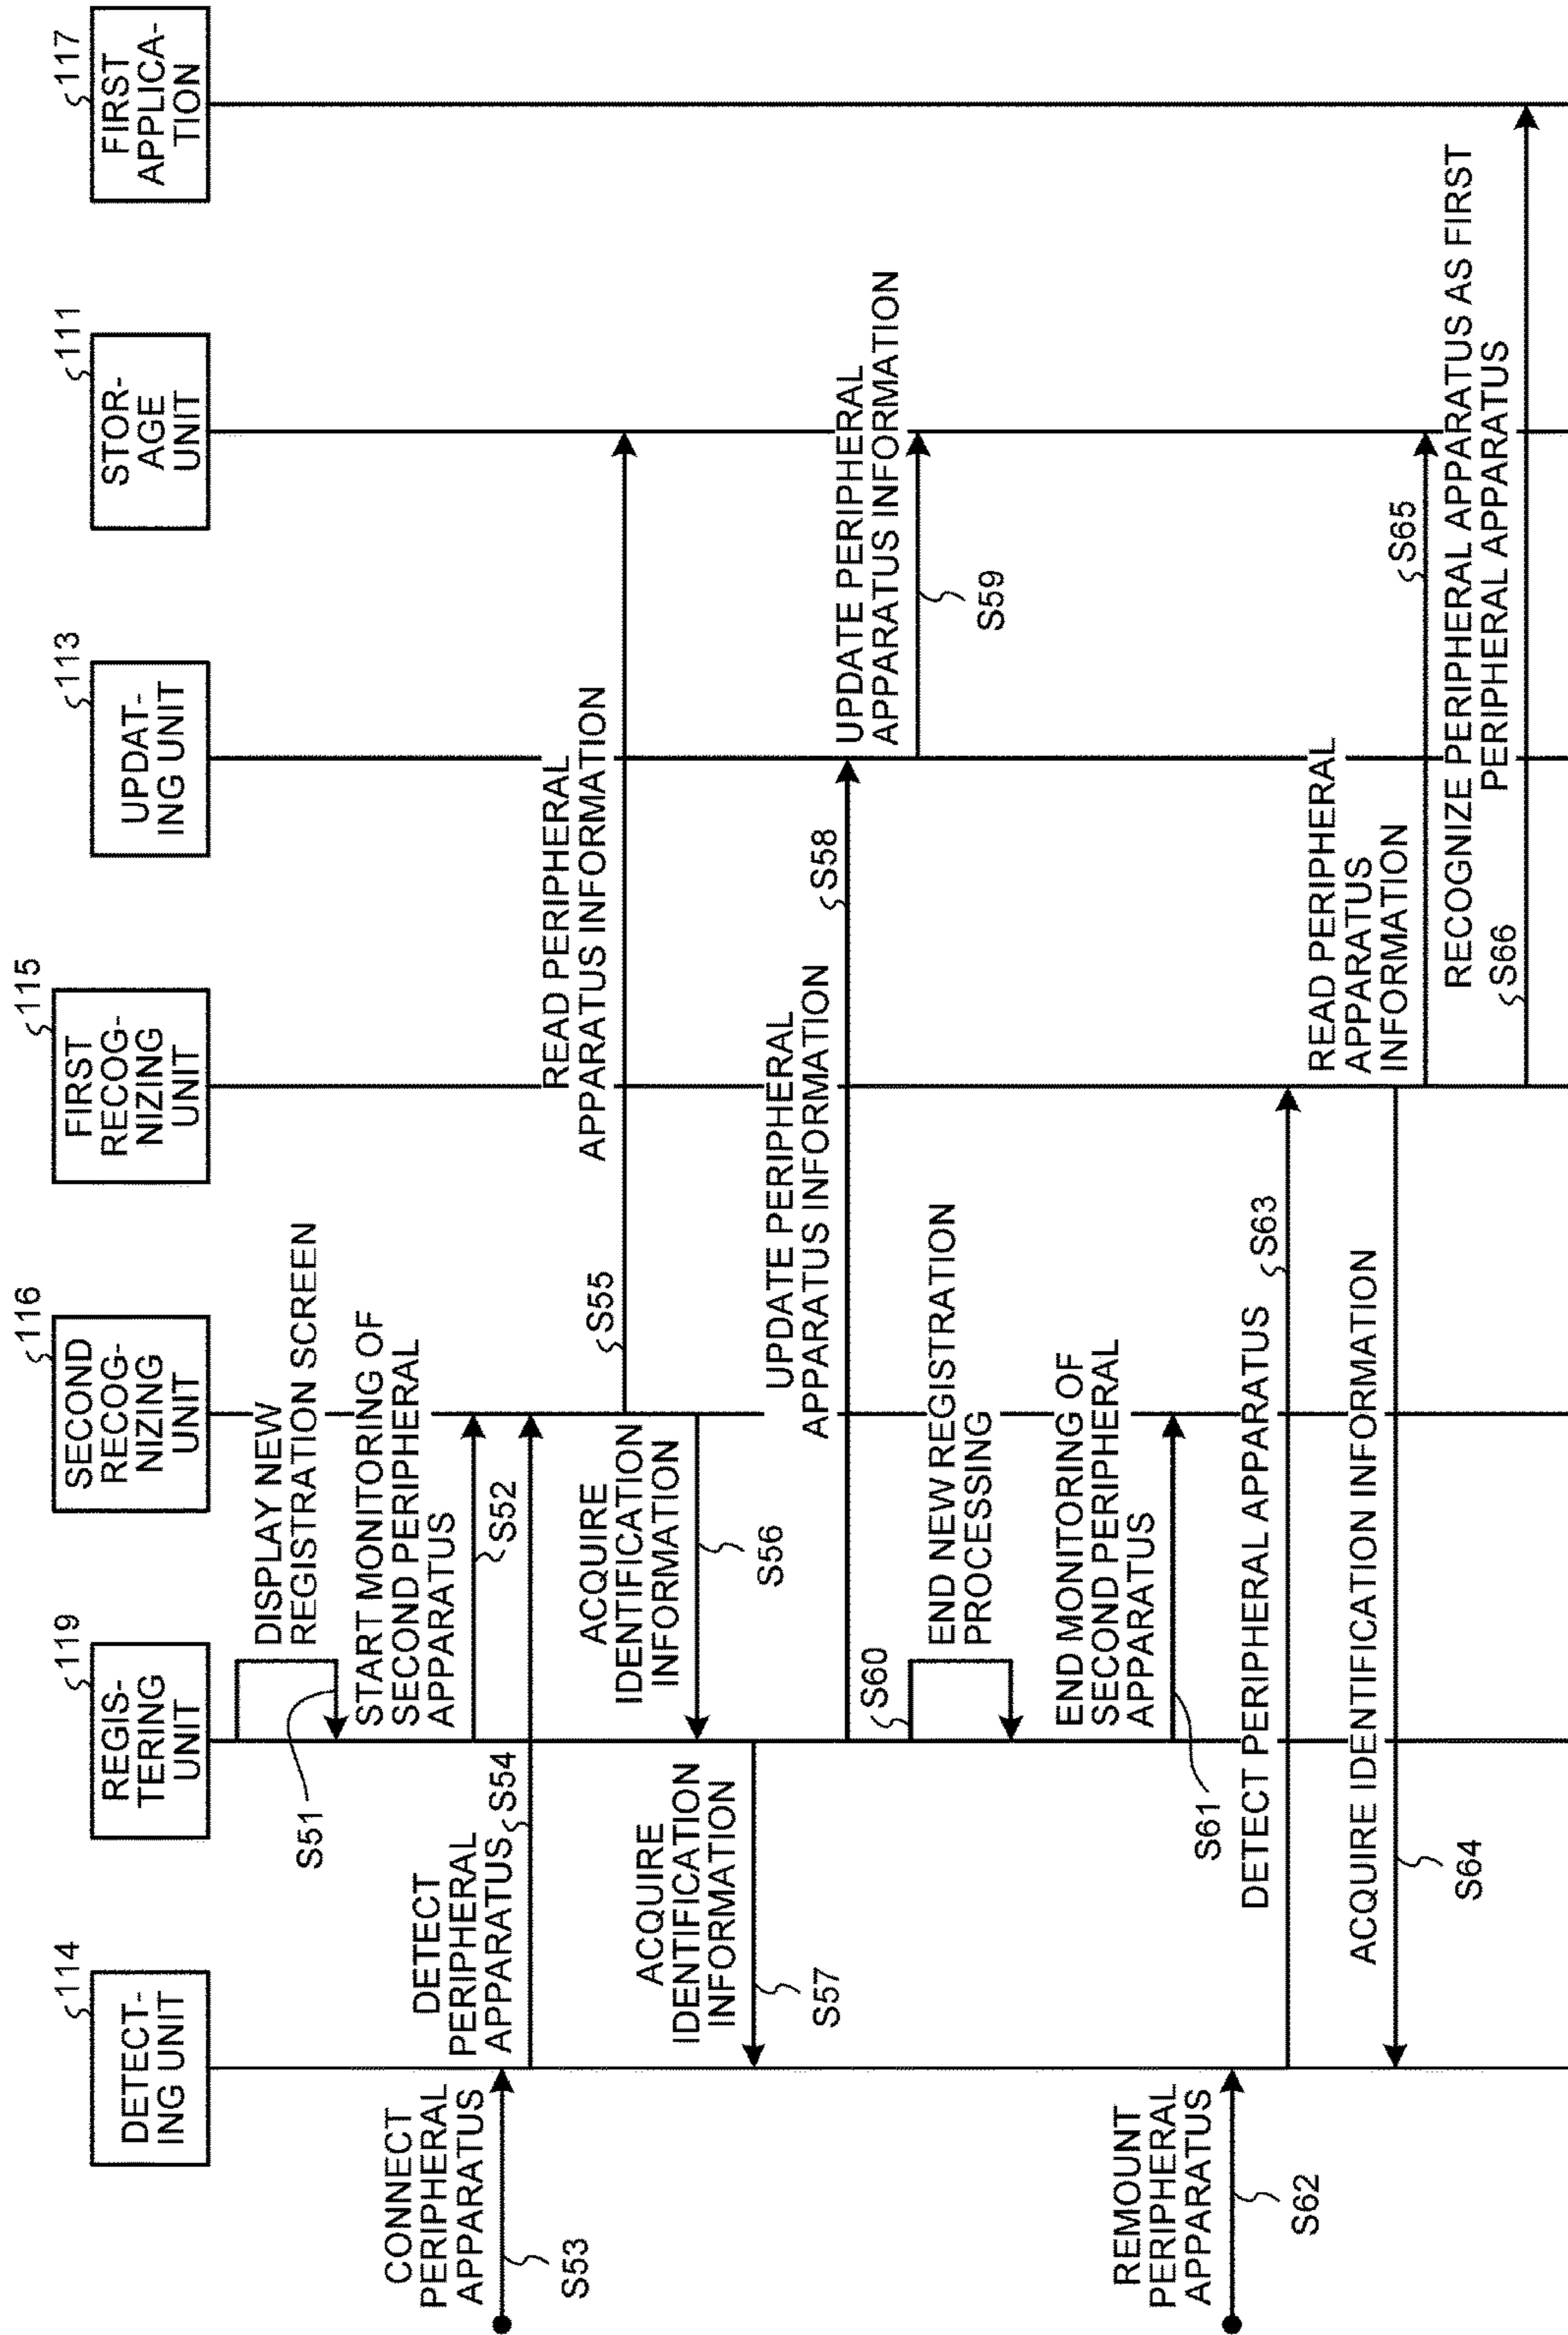 114
DETECT-
ING UNIT
119
REGIS-
TERING
UNIT
116
SECOND
RECOG-
NIZING
UNIT
115
FIRST
RECOG-
NIZING
UNIT
113
UPDAT-
ING UNIT
111
STOR-
AGE
UNIT
117
FIRST
APPLICA-
TION
DISPLAY NEW
REGISTRATION SCREEN
S51
START MONITORING OF
SECOND PERIPHERAL
APPARATUS
S52
CONNECT
PERIPHERAL
APPARATUS
S53
DETECT
PERIPHERAL
APPARATUS
S54
READ PERIPHERAL
APPARATUS INFORMATION
S55
ACQUIRE
IDENTIFICATION
INFORMATION
S56
ACQUIRE
IDENTIFICATION
INFORMATION
S57
UPDATE PERIPHERAL
APPARATUS INFORMATION
S58
UPDATE PERIPHERAL
APPARATUS INFORMATION
S59
S60
END NEW REGISTRATION
PROCESSING
END MONITORING OF
SECOND PERIPHERAL
APPARATUS
S61
REMOUNT
PERIPHERAL
APPARATUS
S62
DETECT PERIPHERAL APPARATUS
S63
ACQUIRE IDENTIFICATION INFORMATION
S64
READ PERIPHERAL
APPARATUS
INFORMATION
S65
RECOGNIZE PERIPHERAL APPARATUS AS FIRST
PERIPHERAL APPARATUS
S66